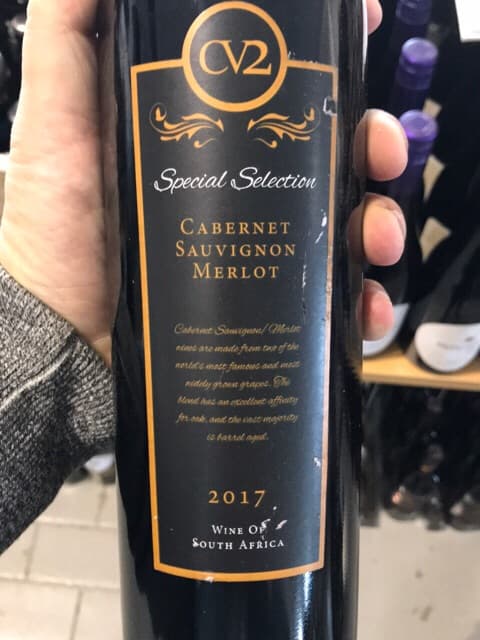 CV2
Special Selection
CABERNET
SAUVIGNON
MERLOT
Cabernet Sauvignon/Merlot
wines are made from two of the
world's most famous and most
widely grown grapes. The
blend has an excellent affinity
for oak, and the vast majority
is barrel aged.
2017
WINE OF
SOUTH AFRICA